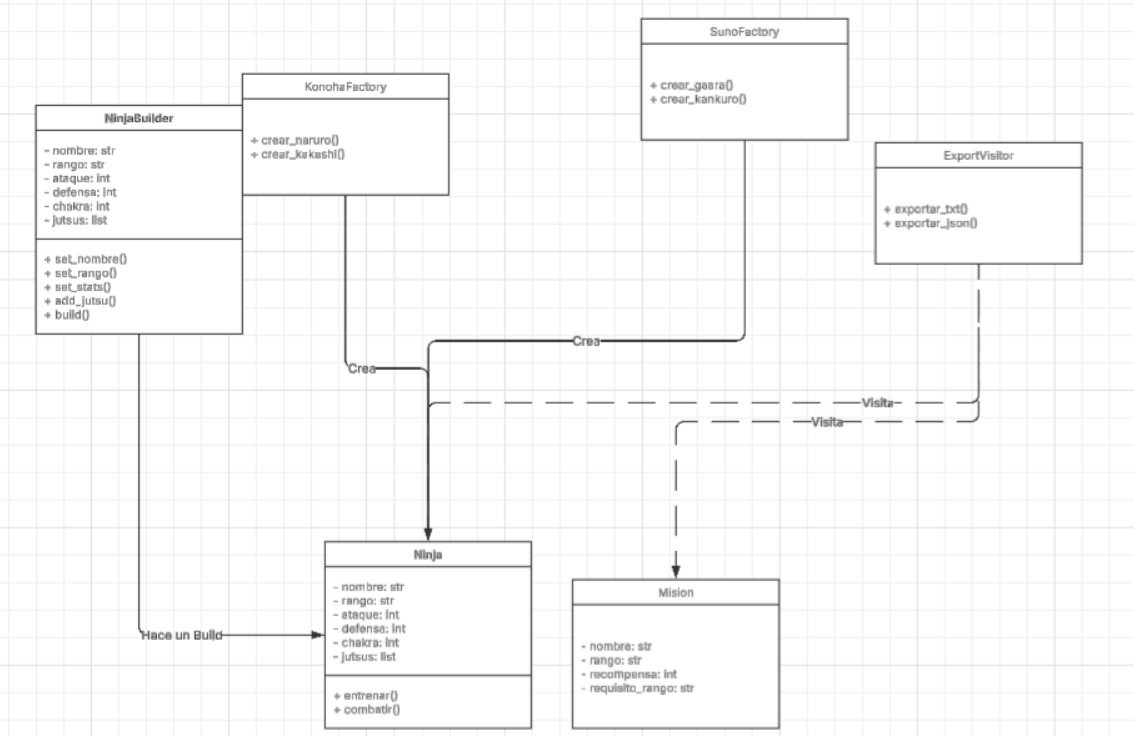 SunoFactory
+ crear_gaara()
+ crear_kankuro()
KonohaFactory
+ crear_naruro()
+ crear_kakashi()
NinjaBuilder
- nombre: str
- rango: str
- ataque: int
- defensa: int
- chakra: int
- jutsus: list
+ set_nombre()
+ set_rango()
+ set_stats()
+ add_jutsu()
+ build()
ExportVisitor
+ exportar_txt()
+ exportar_json()
Crea
Crea
Visita
Visita
Hace un Build
Ninja
- nombre: str
- rango: str
- ataque: int
- defensa: int
- chakra: int
- jutsus: list
+ entrenar()
+ combatir()
Mision
- nombre: str
- rango: str
- recompensa: int
- requisito_rango: str